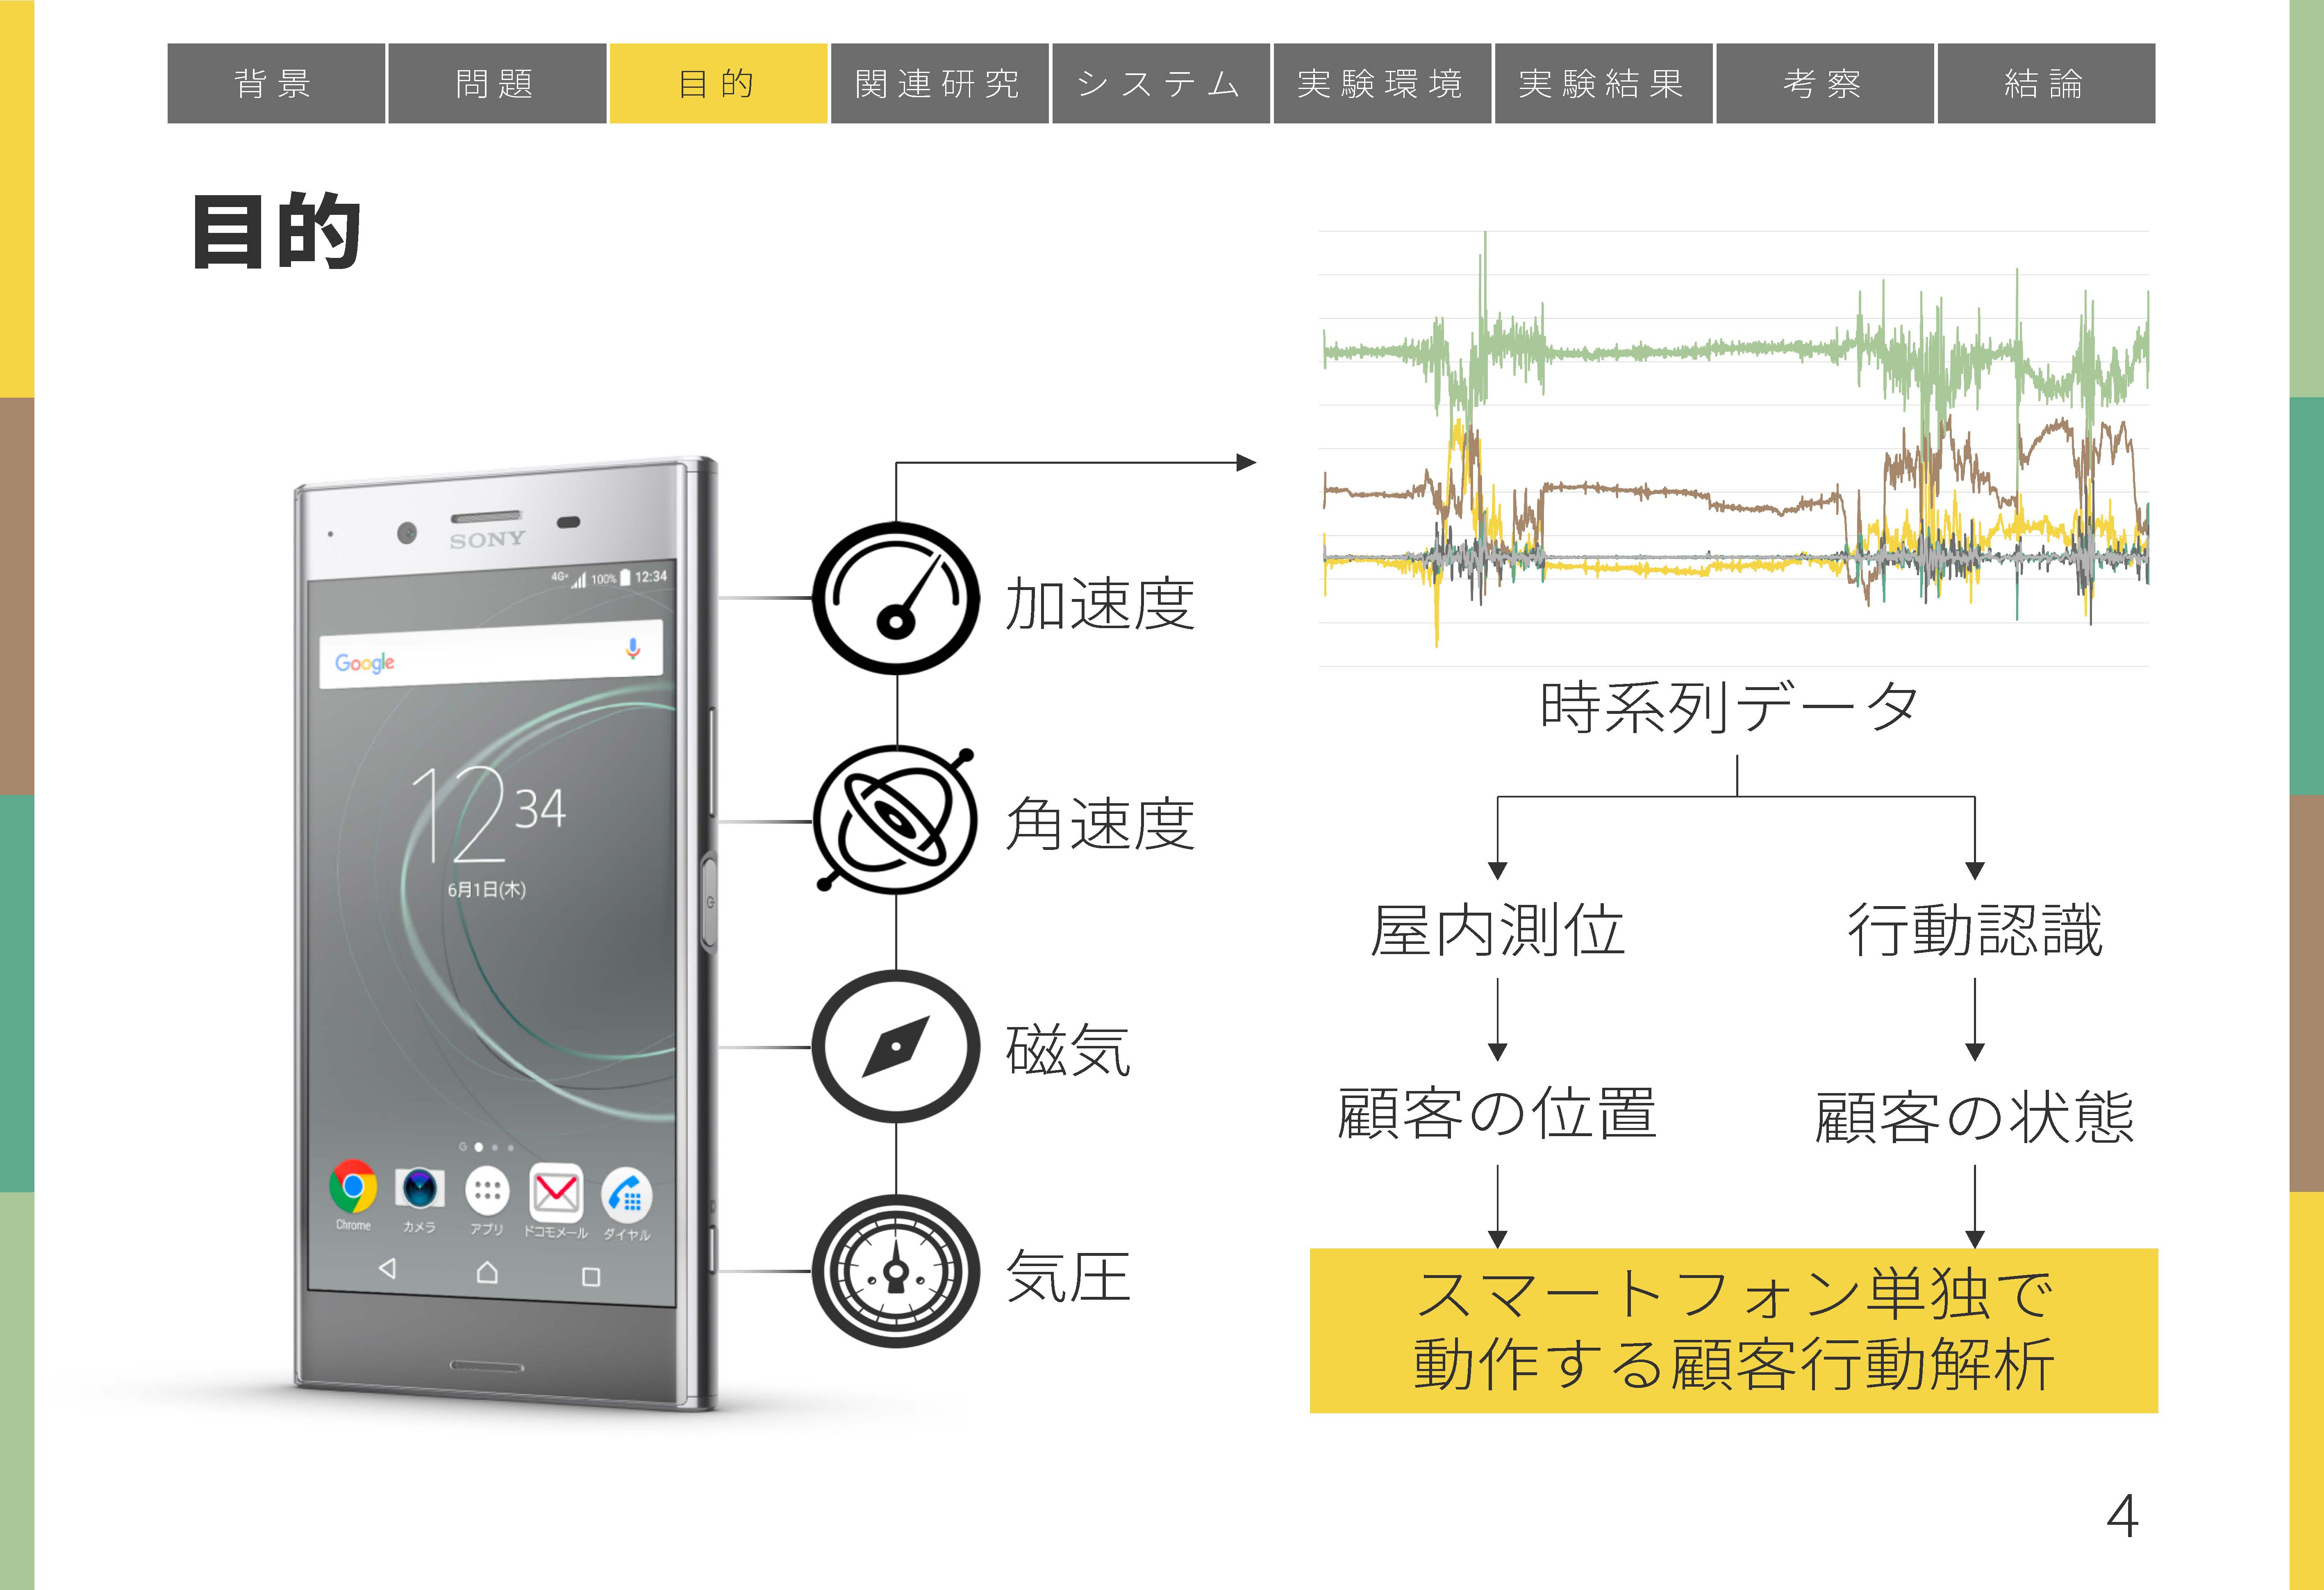 背景
問題
目的
関連研究
システム
実験環境
実験結果
考察
結論
目的
SONY
4G+ 100% 12:34
Google
12 34
6月1日(木)
G
Chrome
カメラ
アプリ
ドコモメール
ダイヤル
加速度
角速度
磁気
気圧
時系列データ
屋内測位
行動認識
顧客の位置
顧客の状態
スマートフォン単独で
動作する顧客行動解析
4